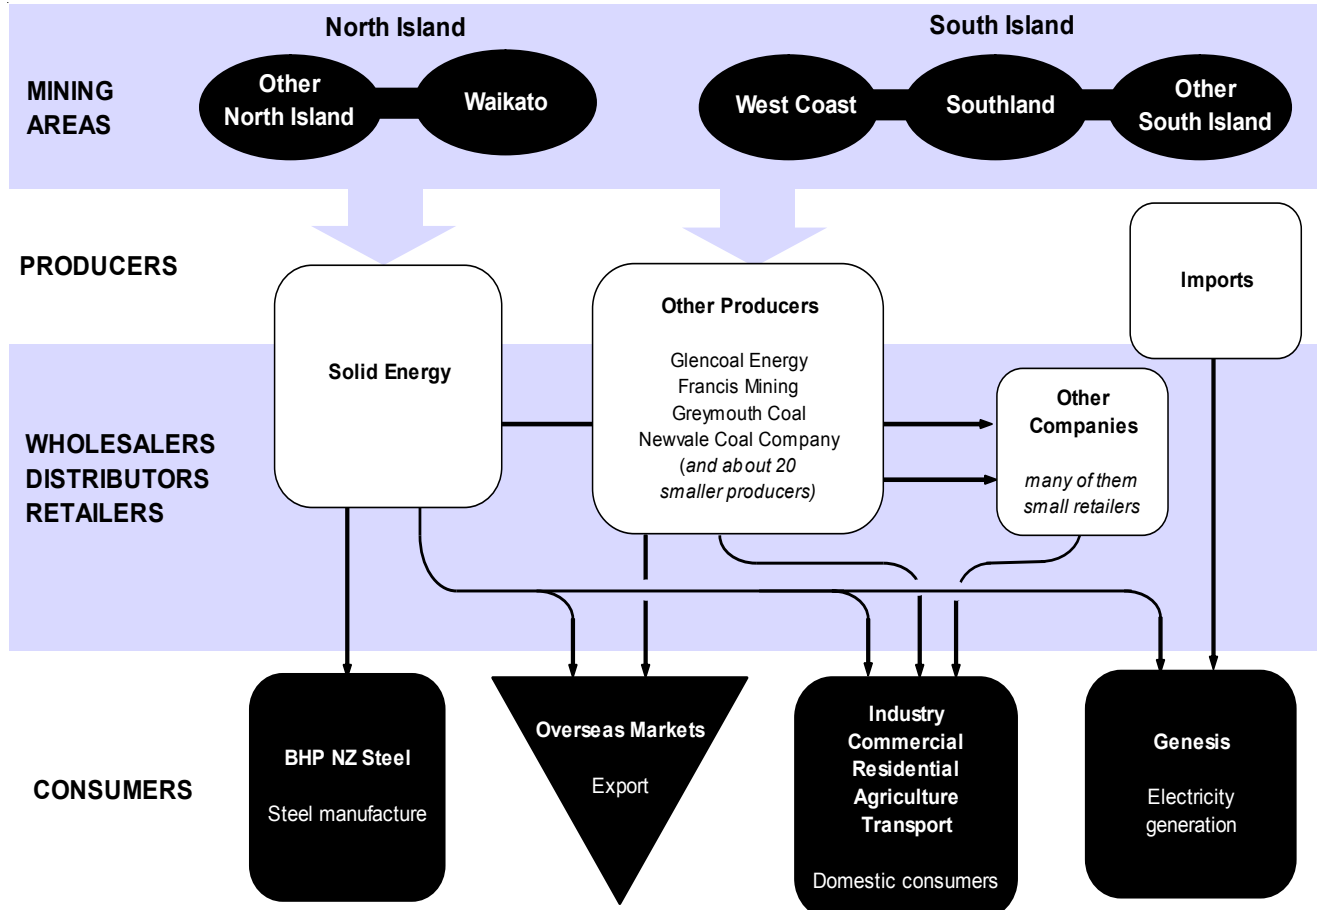 North Island
South Island
MINING
AREAS
Other
North Island
Waikato
West Coast
Southland
Other
South Island
PRODUCERS
Imports
Solid Energy
Other Producers
Glencoal Energy
Francis Mining
Greymouth Coal
Newvale Coal Company
(and about 20
smaller producers)
Other
Companies
many of them
small retailers
WHOLESALERS
DISTRIBUTORS
RETAILERS
CONSUMERS
BHP NZ Steel
Steel manufacture
Overseas Markets
Export
Industry
Commercial
Residential
Agriculture
Transport
Domestic consumers
Genesis
Electricity
generation